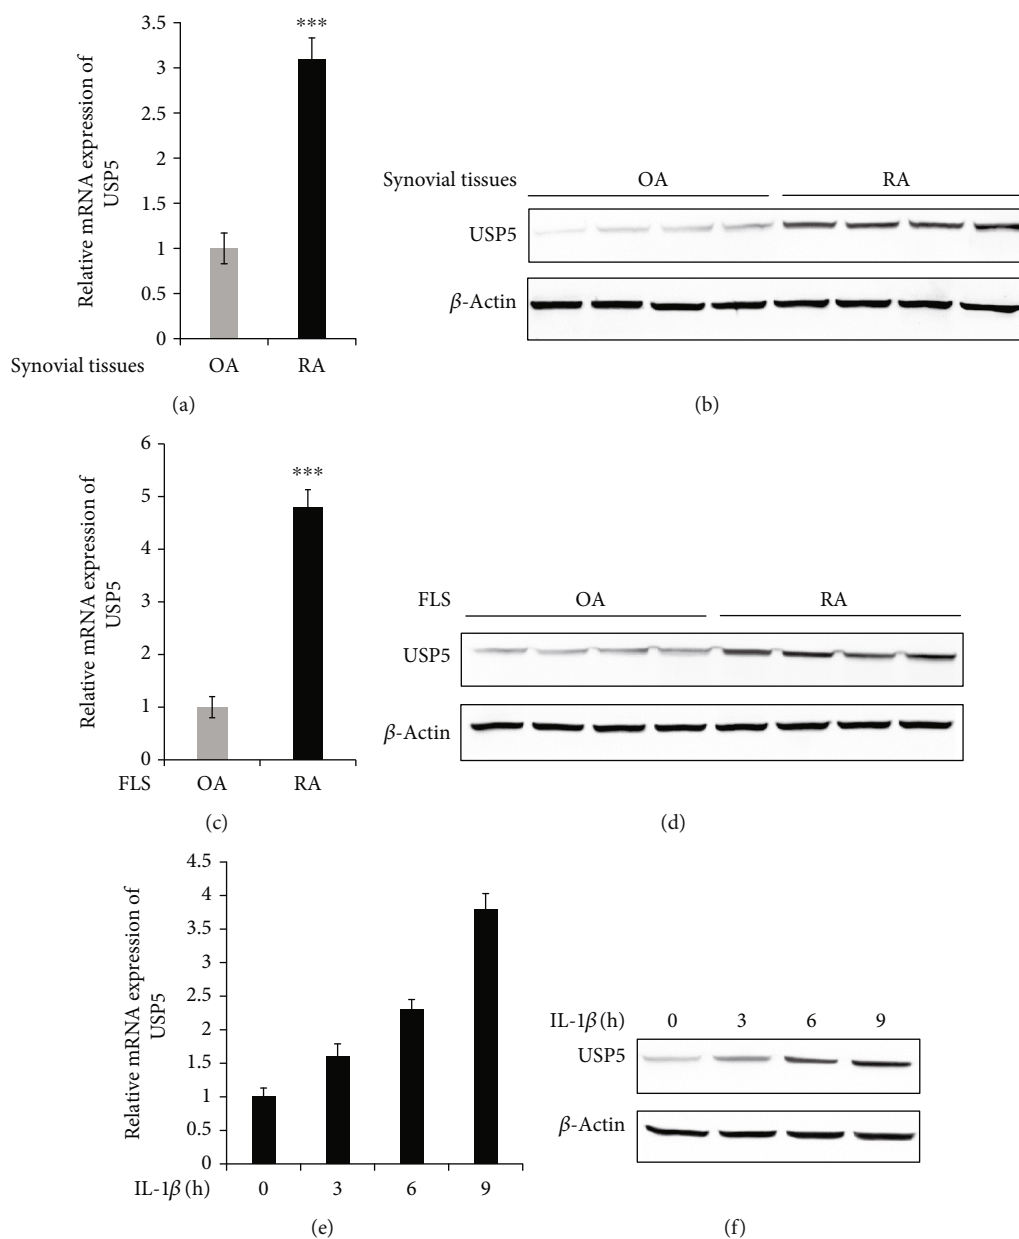 Relative mRNA expression of
USP5
3.5
3
2.5
2
1.5
1
0.5
0
***
Synovial tissues OA RA
(a)
Synovial tissues OA RA
USP5
β-Actin
(b)
Relative mRNA expression of
USP5
6
5
4
3
2
1
0
***
FLS OA RA
(c)
FLS OA RA
USP5
β-Actin
(d)
Relative mRNA expression of
USP5
4.5
4
3.5
3
2.5
2
1.5
1
0.5
0
IL-1β (h) 0 3 6 9
(e)
IL-1β (h) 0 3 6 9
USP5
β-Actin
(f)